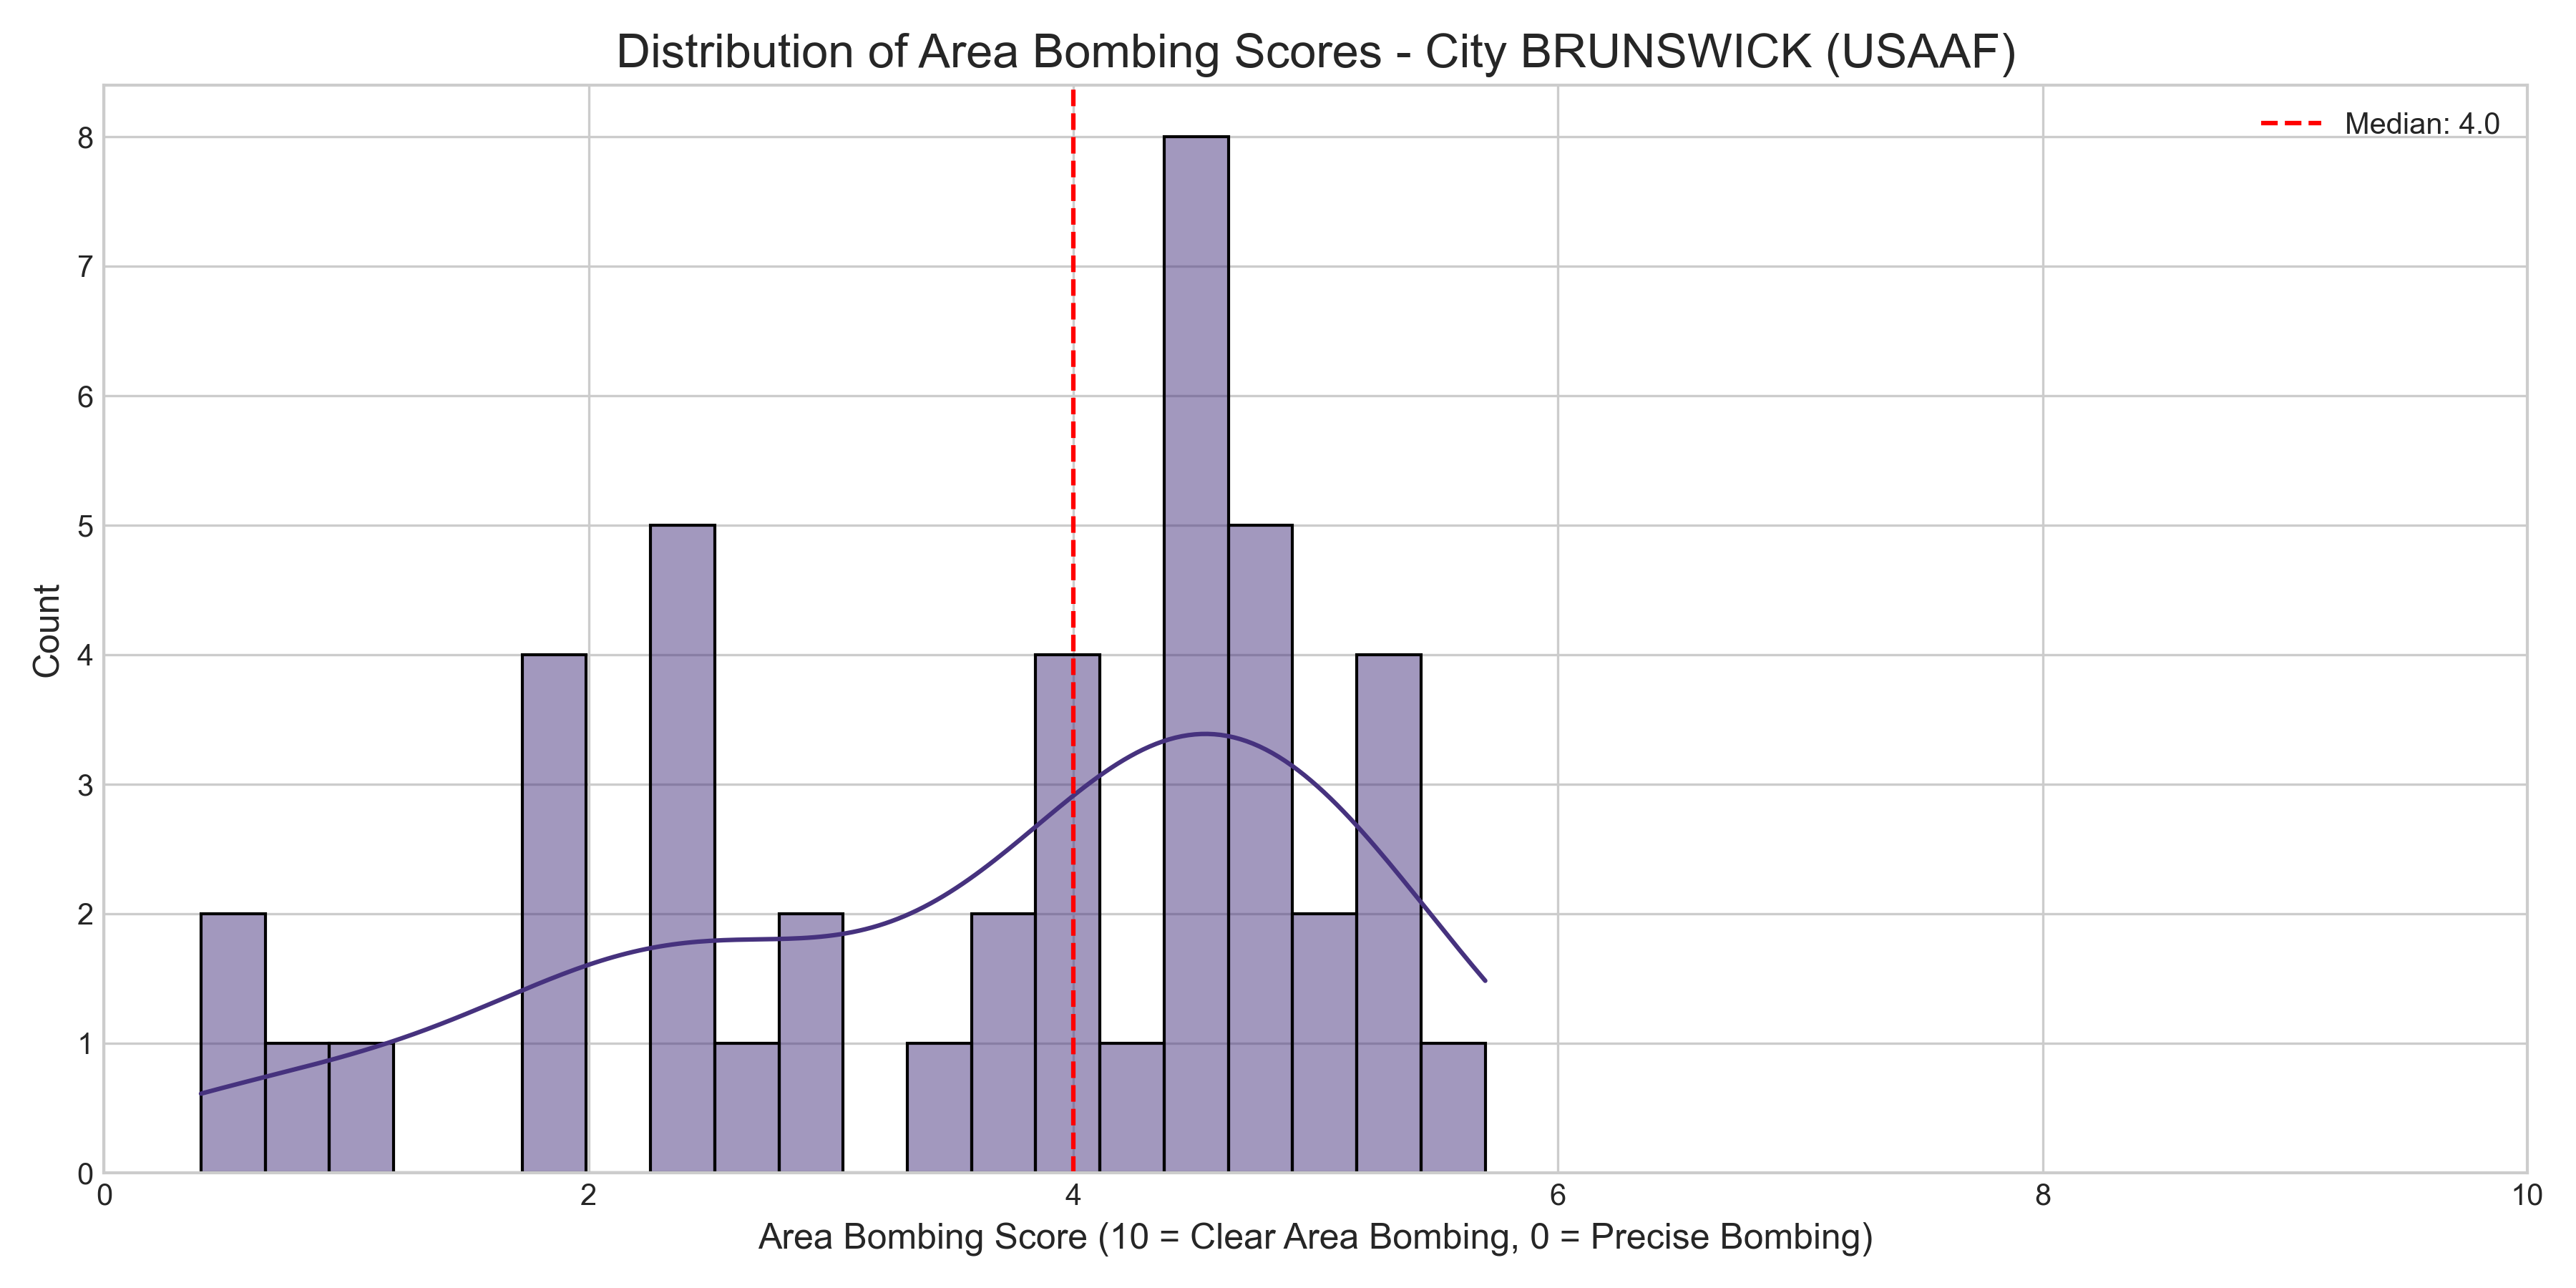 Distribution of Area Bombing Scores - City BRUNSWICK (USAAF)
Median: 4.0
8
7
6
5
4
3
2
1
0
Count
0 2 4 6 8 10
Area Bombing Score (10 = Clear Area Bombing, 0 = Precise Bombing)